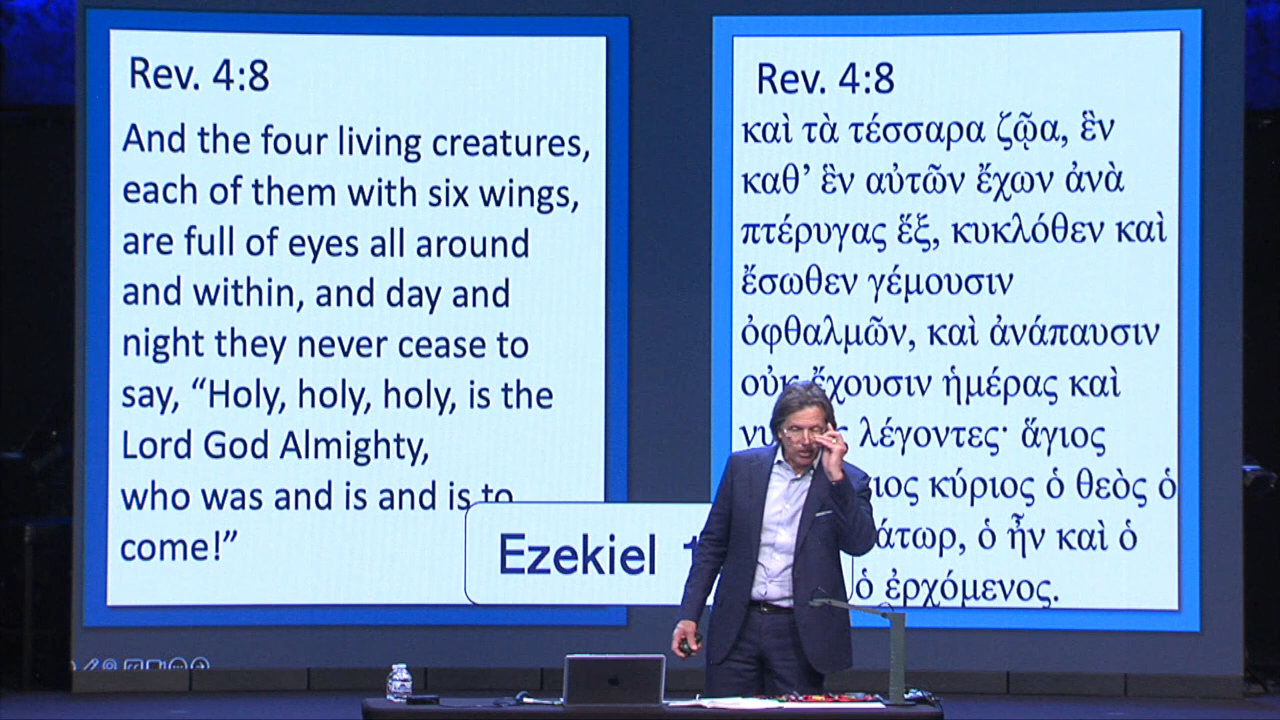 Rev. 4:8
And the four living creatures,
each of them with six wings,
are full of eyes all around
and within, and day and
night they never cease to
say, “Holy, holy, holy, is the
Lord God Almighty,
who was and is and is to
come!”
Rev. 4:8
καὶ τὰ τέσσαρα ζῷα, ἓν
καθ’ ἓν αὐτῶν ἔχων ἀνὰ
πτέρυγας ἕξ, κυκλόθεν καὶ
ἔσωθεν γέμουσιν
ὀφθαλμῶν, καὶ ἀνάπαυσιν
οὐκ ἔχουσιν ἡμέρας καὶ
λέγοντες· ἅγιος
κύριος ὁ θεὸς ὁ
ὁ ἦν καὶ ὁ
ὁ ἐρχόμενος.
Ezekiel